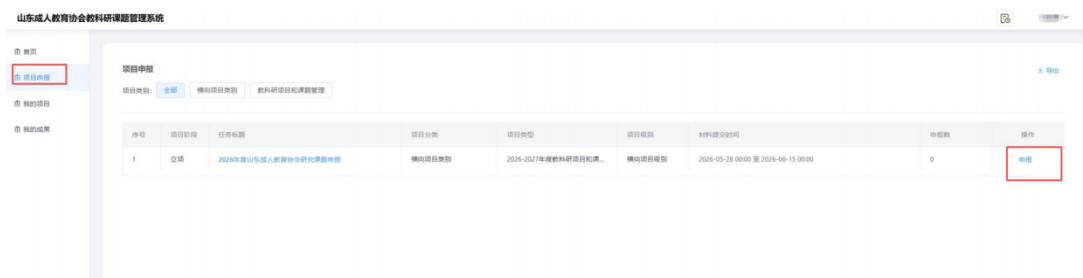 山东成人教育协会教科研课题管理系统
首页
项目申报
我的项目
我的成果
项目申报
导出
项目类别: 全部 横向项目类别 教科研项目和课题管理
序号 项目阶段 任务标题 项目分类 项目类型 项目级别 材料提交时间 申报数 操作
1 立项 2026年度山东成人教育协会研究课题申报 横向项目类别 2026-2027年度教科研项目和课... 横向项目级别 2026-05-28 00:00 至 2026-06-15 00:00 0 申报